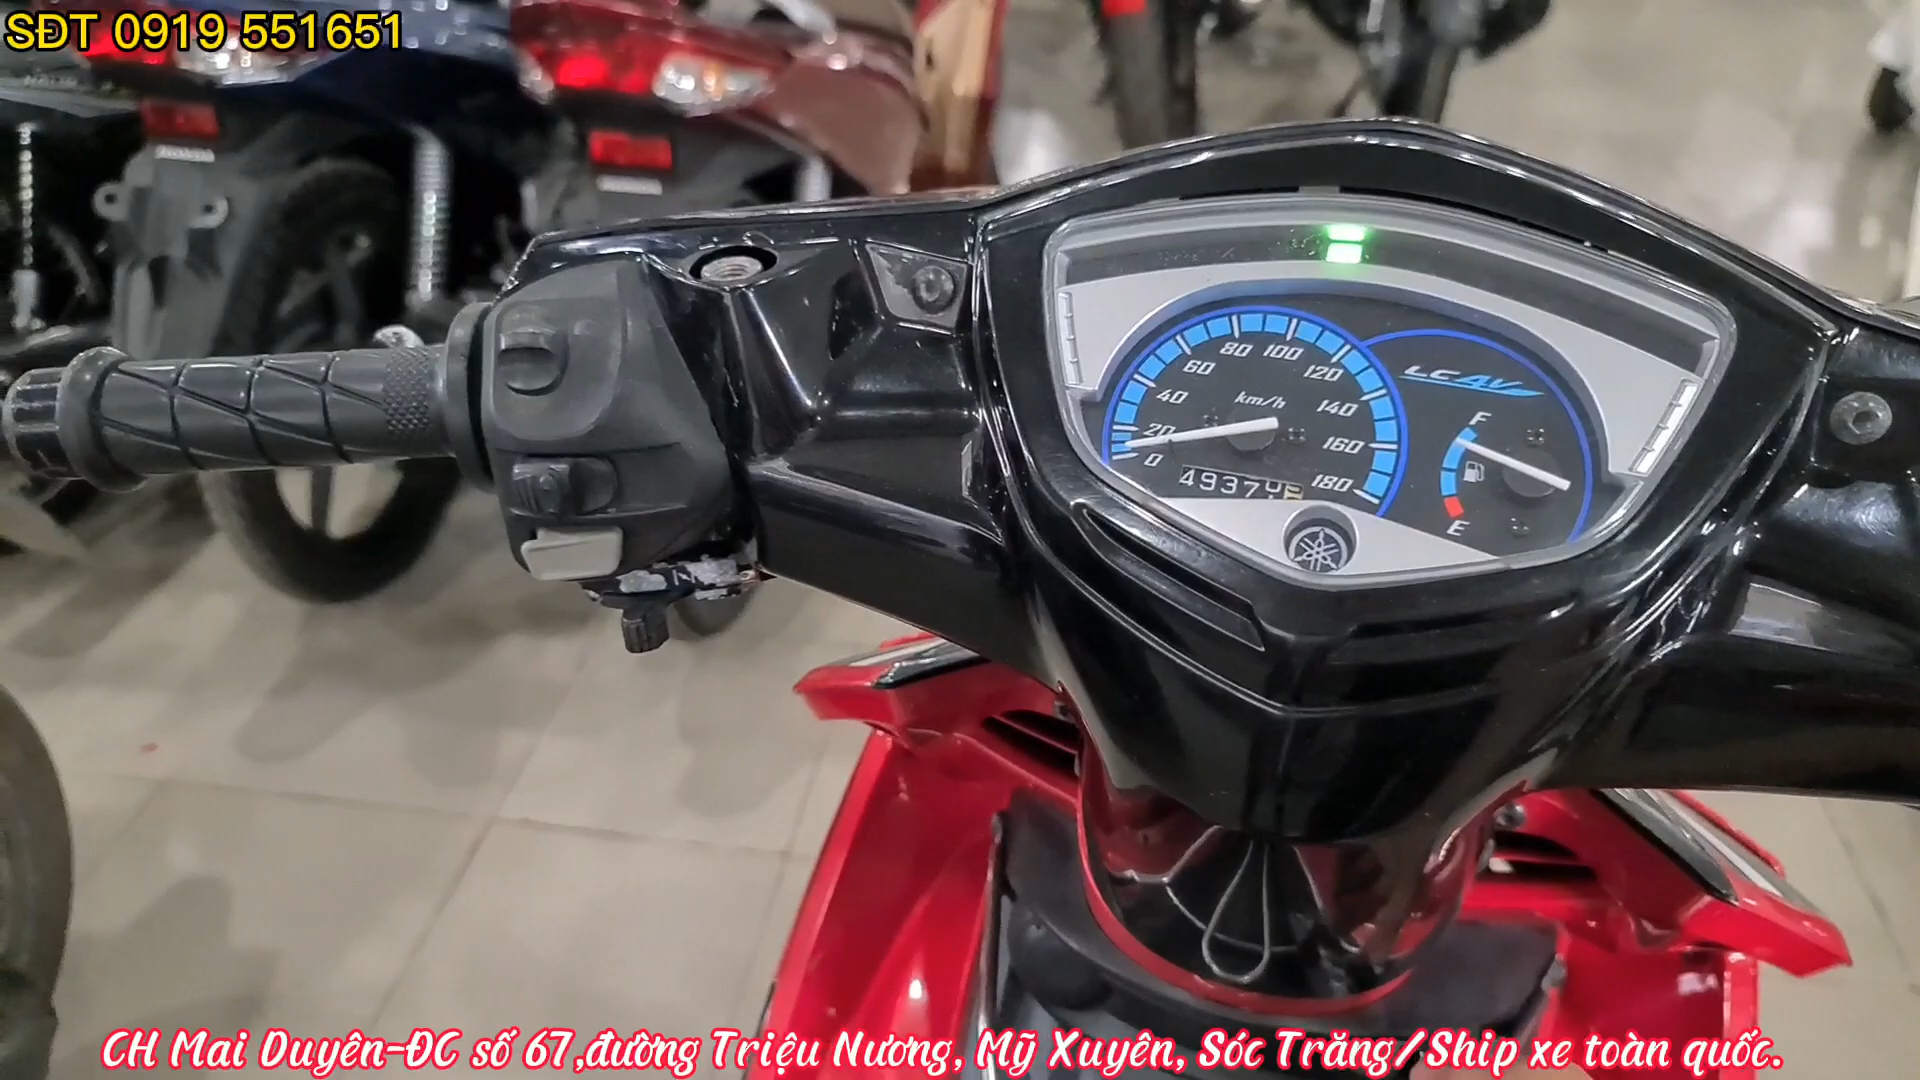 SĐT 0919 551651
80 100
60 120
LC4V
40 km/h 140
F
20 160
0 180
E
CH Mai Duyên-ĐC số 67,đường Triệu Nương, Mỹ Xuyên, Sóc Trăng/Ship xe toàn quốc.